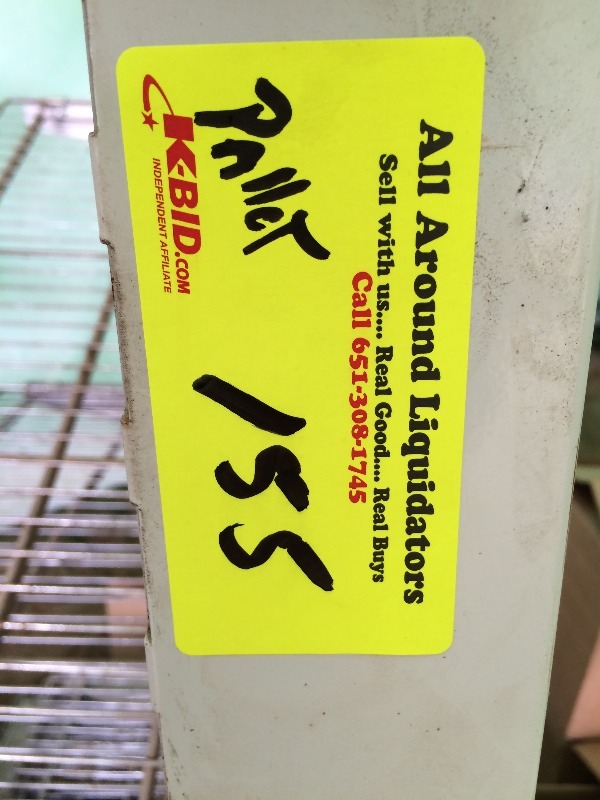 All Around Liquidators
Sell with us.... Real Good.... Real Buys
Call 651-308-1745
Pallet 155
K-BID.COM
INDEPENDENT AFFILIATE